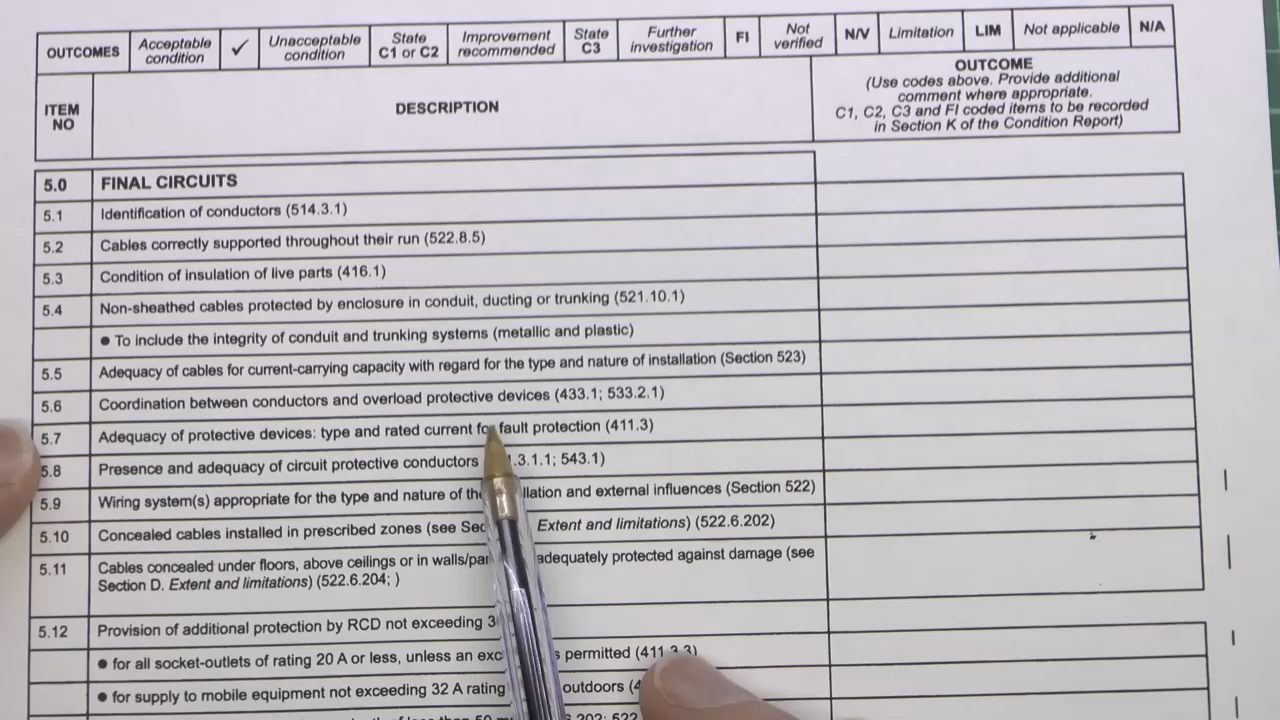 OUTCOMES Acceptable condition ✓ Unacceptable condition State C1 or C2 Improvement recommended State C3 Further investigation FI Not verified N/V Limitation LIM Not applicable N/A
ITEM NO DESCRIPTION
OUTCOME
(Use codes above. Provide additional
comment where appropriate.
C1, C2, C3 and FI coded items to be recorded
in Section K of the Condition Report)
5.0 FINAL CIRCUITS
5.1 Identification of conductors (514.3.1)
5.2 Cables correctly supported throughout their run (522.8.5)
5.3 Condition of insulation of live parts (416.1)
5.4 Non-sheathed cables protected by enclosure in conduit, ducting or trunking (521.10.1)
● To include the integrity of conduit and trunking systems (metallic and plastic)
5.5 Adequacy of cables for current-carrying capacity with regard for the type and nature of installation (Section 523)
5.6 Coordination between conductors and overload protective devices (433.1; 533.2.1)
5.7 Adequacy of protective devices: type and rated current for fault protection (411.3)
5.8 Presence and adequacy of circuit protective conductors .3.1.1; 543.1)
5.9 Wiring system(s) appropriate for the type and nature of the installation and external influences (Section 522)
5.10 Concealed cables installed in prescribed zones (see Extent and limitations) (522.6.202)
5.11 Cables concealed under floors, above ceilings or in adequately protected against damage (see
Section D. Extent and limitations) (522.6.204; )
5.12 Provision of additional protection by RCD not exceeding
● for all socket-outlets of rating 20 A or less, unless an permitted (411.3.3)
● for supply to mobile equipment not exceeding 32 A rating outdoors